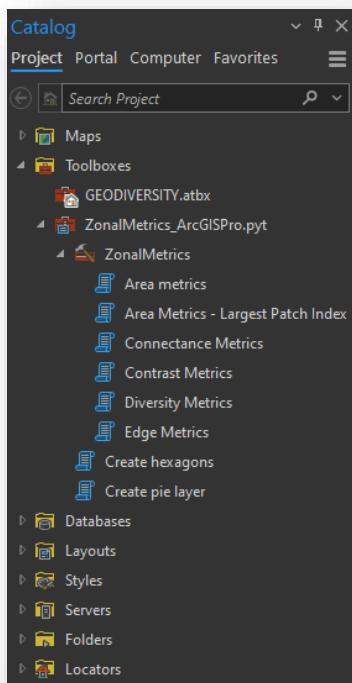 Catalog
Project Portal Computer Favorites
Search Project
Maps
Toolboxes
GEODIVERSITY.atbx
ZonalMetrics_ArcGISPro.pyt
ZonalMetrics
Area metrics
Area Metrics - Largest Patch Index
Connectance Metrics
Contrast Metrics
Diversity Metrics
Edge Metrics
Create hexagons
Create pie layer
Databases
Layouts
Styles
Servers
Folders
Locators